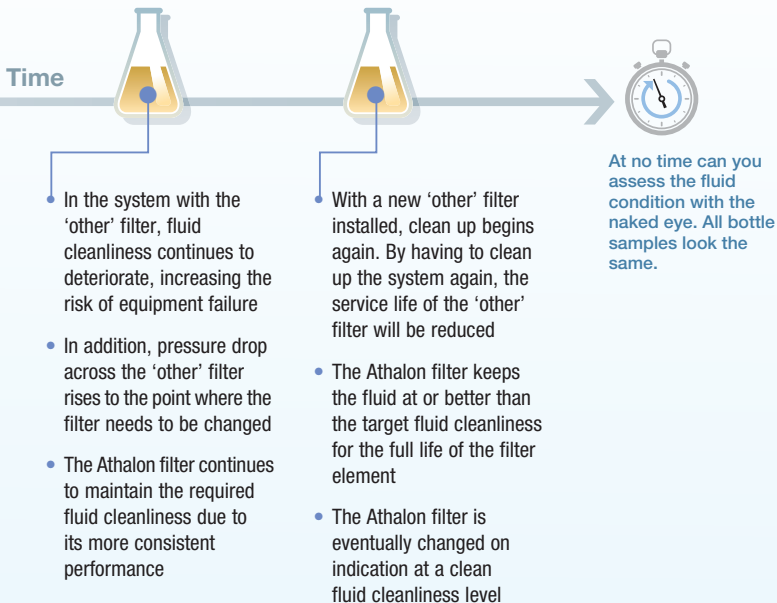 Time
• In the system with the
‘other’ filter, fluid
cleanliness continues to
deteriorate, increasing the
risk of equipment failure
• In addition, pressure drop
across the ‘other’ filter
rises to the point where the
filter needs to be changed
• The Athalon filter continues
to maintain the required
fluid cleanliness due to
its more consistent
performance
• With a new ‘other’ filter
installed, clean up begins
again. By having to clean
up the system again, the
service life of the ‘other’
filter will be reduced
• The Athalon filter keeps
the fluid at or better than
the target fluid cleanliness
for the full life of the filter
element
• The Athalon filter is
eventually changed on
indication at a clean
fluid cleanliness level
At no time can you
assess the fluid
condition with the
naked eye. All bottle
samples look the
same.